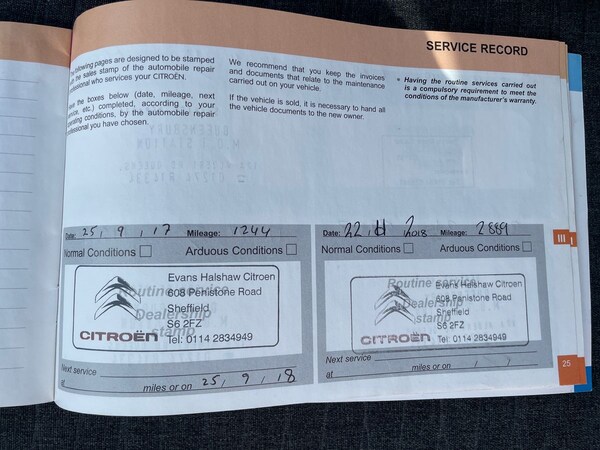 SERVICE RECORD
following pages are designed to be stamped
the sales stamp of the automobile repair
professional who services your CITROËN.
the boxes below (date, mileage, next
service, etc.) completed, according to your
operating conditions, by the automobile repair
professional you have chosen.
We recommend that you keep the invoices
and documents that relate to the maintenance
carried out on your vehicle.
If the vehicle is sold, it is necessary to hand all
the vehicle documents to the new owner.
* Having the routine services carried out
is a compulsory requirement to meet the
conditions of the manufacturer's warranty.
Date: 25, 9, 17 Mileage: 1244
Normal Conditions Arduous Conditions
Routine service
Dealership
stamp
Evans Halshaw Citroen
608 Penistone Road
Sheffield
S6 2FZ
CITROËN Tel: 0114 2834949
Next service
at miles or on 25, 9, 18
Date: 22, 2018 Mileage: 2889
Normal Conditions Arduous Conditions
Routine service
Dealership
stamp
Evans Halshaw Citroen
608 Penistone Road
Sheffield
S6 2FZ
CITROËN Tel: 0114 2834949
Next service
at miles or on / /
III
25